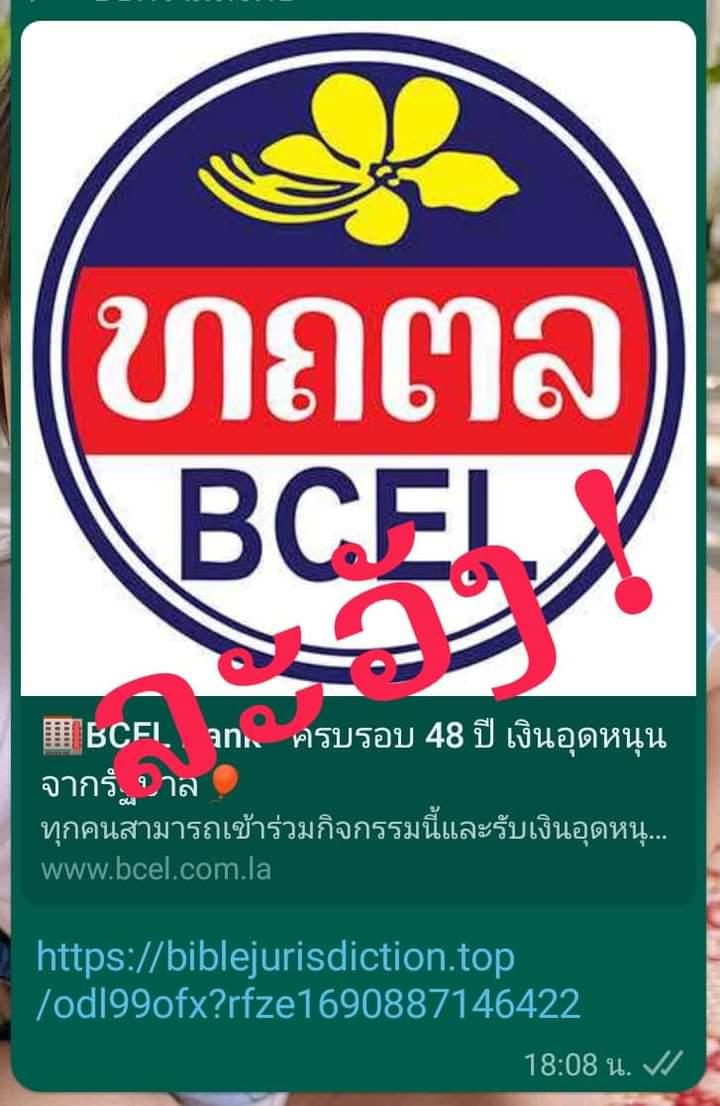 ທຄຕລ
BCEL
ລະວັງ !
BCEL Bank - ครบรอบ 48 ปี เงินอุดหนุน
จากรัฐบาล
ทุกคนสามารถเข้าร่วมกิจกรรมนี้และรับเงินอุดหนุ...
www.bcel.com.la
https://biblejurisdiction.top
/odl99ofx?rfze1690887146422
18:08 น.